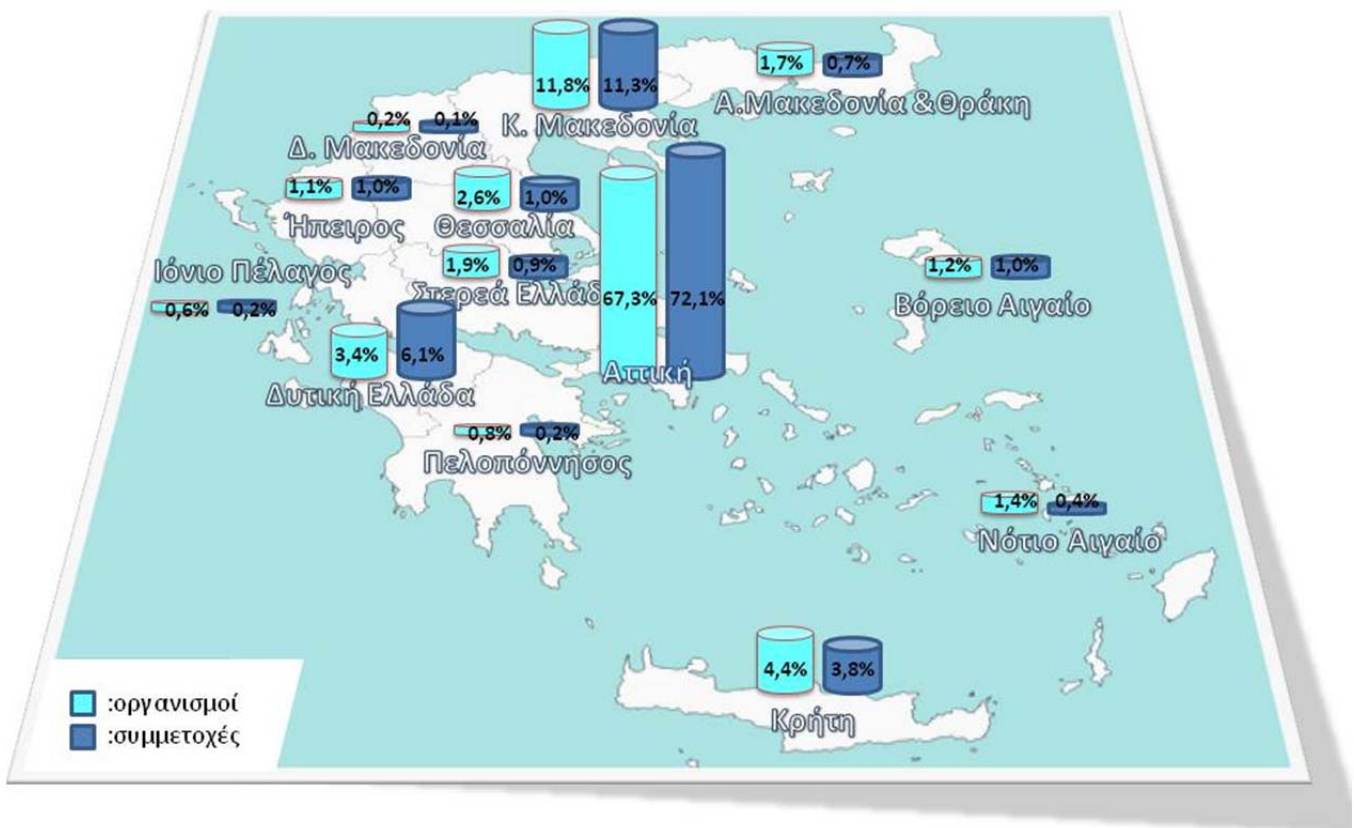 11,8% 11,3%
Κ. Μακεδονία
1,7% 0,7%
Α.Μακεδονία &Θράκη
0,2% 0,1%
Δ. Μακεδονία
1,1% 1,0%
Ήπειρος
2,6% 1,0%
Θεσσαλία
Ιόνιο Πέλαγος
0,6% 0,2%
1,9% 0,9%
Στερεά Ελλάδ
67,3% 72,1%
Αττική
1,2% 1,0%
Βόρειο Αιγαίο
3,4% 6,1%
Δυτική Ελλάδα
0,8% 0,2%
Πελοπόννησος
1,4% 0,4%
Νότιο Αιγαίο
4,4% 3,8%
Κρήτη
:οργανισμοί
:συμμετοχές